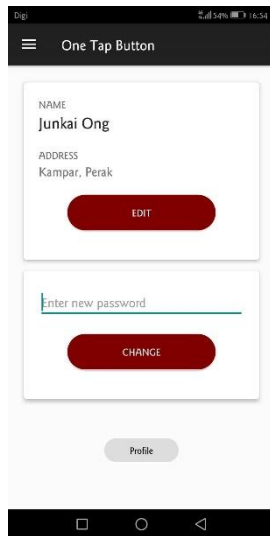 Digi 54% 16:54
One Tap Button
NAME
Junkai Ong
ADDRESS
Kampar, Perak
EDIT
Enter new password
CHANGE
Profile